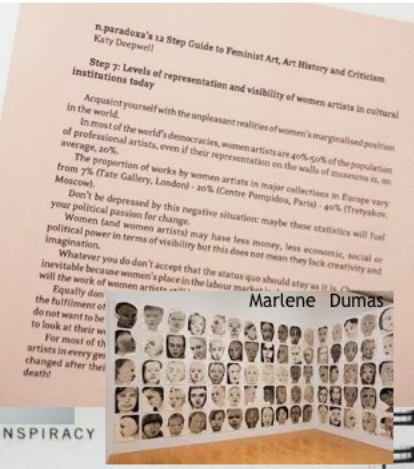 n.paradoxa's 12 Step Guide to Feminist Art, Art History and Criticism
Katy Deepwell
Step 7: Levels of representation and visibility of women artists in cultural
institutions today
Acquaint yourself with the unpleasant realities of women's marginalised position
in the world.
In most of the world's democracies, women artists are 40%-50% of the population
of professional artists, even if their representation on the walls of museums is, on
average, 20%.
The proportion of works by women artists in major collections in Europe vary
from 7% (Tate Gallery, London) - 20% (Centre Pompidou, Paris) - 40% (Tretyakov,
Moscow).
Don't be depressed by this negative situation: maybe these statistics will fuel
your political passion for change.
Women (and women artists) may have less money, less economic, social or
political power in terms of visibility but this does not mean they lack creativity and
imagination.
Whatever you do don't accept that the status quo should stay as it is.
inevitable because women's place in the labour market
will the work of women artists
Equally don
the fulfilment of
do not want to be
to look at their w
For most of th
artists in every ge
changed after thei
death!
Marlene Dumas
NSPIRACY